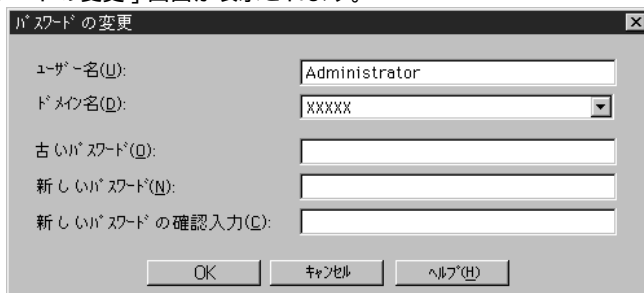 ﾊﾟｽﾜｰﾄﾞの変更
ﾕｰｻﾞｰ名(U): Administrator
ﾄﾞﾒｲﾝ名(D): XXXXX
古いﾊﾟｽﾜｰﾄﾞ(O):
新しいﾊﾟｽﾜｰﾄﾞ(N):
新しいﾊﾟｽﾜｰﾄﾞの確認入力(C):
OK ｷｬﾝｾﾙ ﾍﾙﾌﾟ(H)